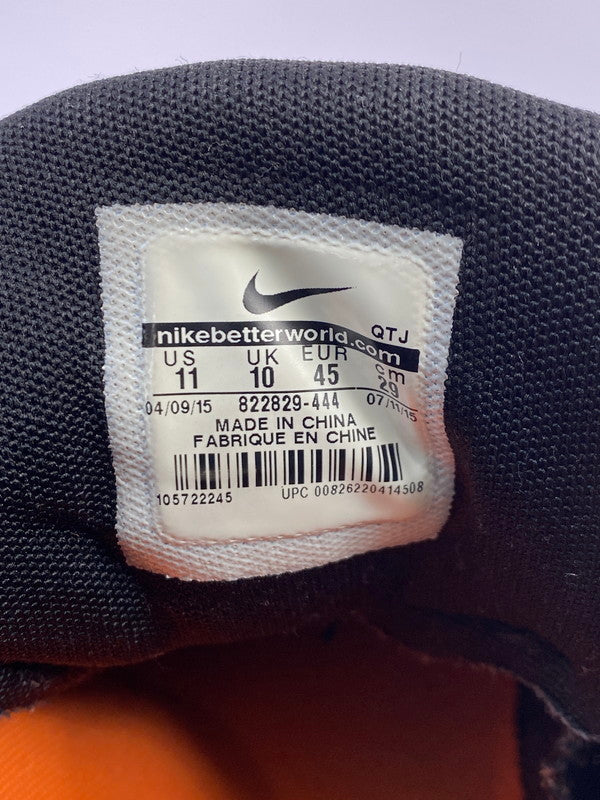 QTJ
nikebetterworld.com
US UK EUR cm
11 10 45 29
04/09/15 822829-444 07/11/15
MADE IN CHINA
FABRIQUE EN CHINE
105722245 UPC 00826220414508